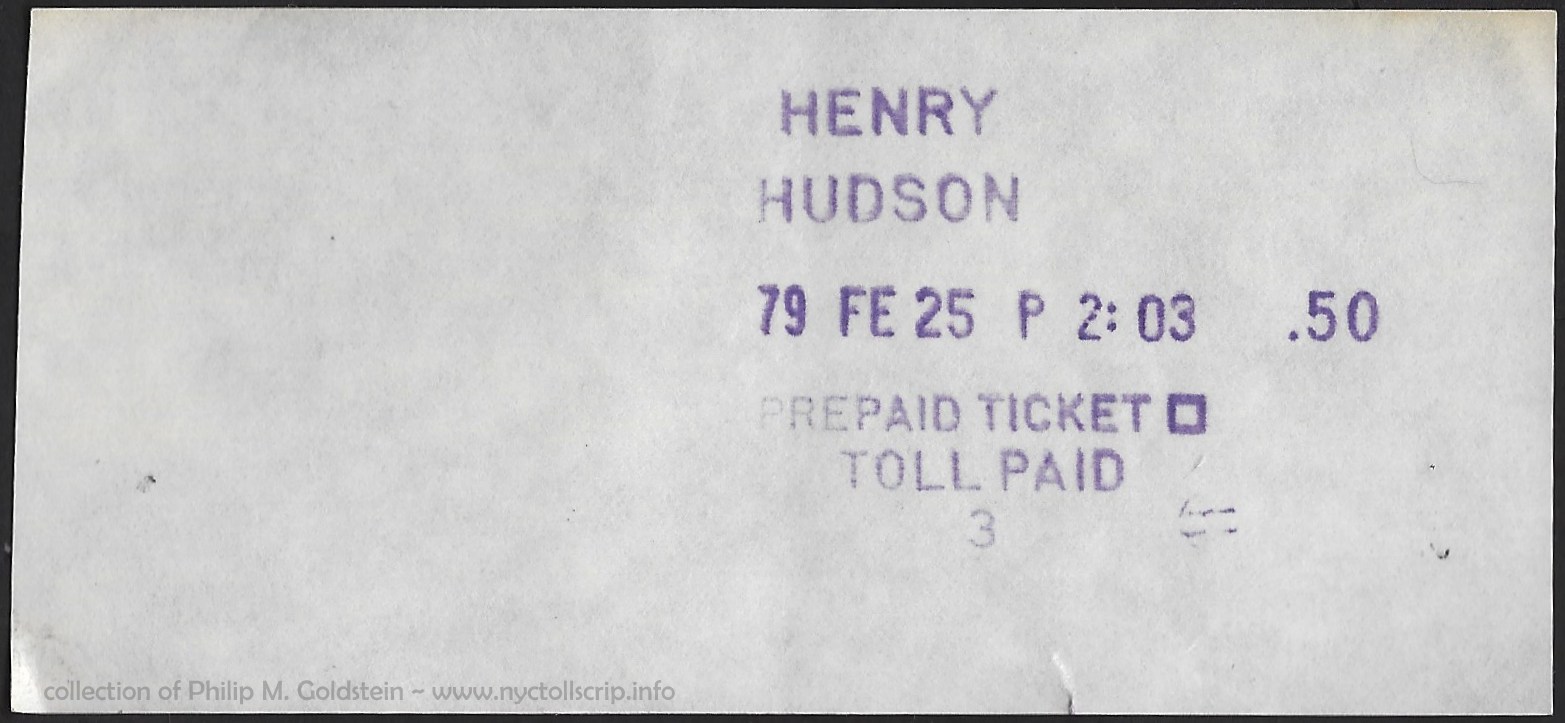 HENRY
HUDSON
79 FE 25 P 2:03 .50
PREPAID TICKET
TOLL PAID
3
collection of Philip M. Goldstein ~ www.nyctollscrip.info